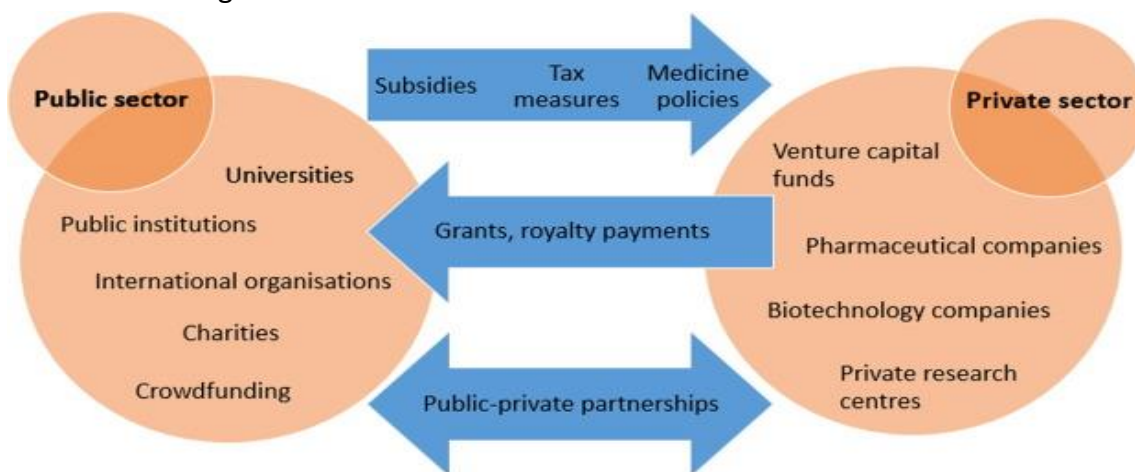 Public sector
Universities
Public institutions
International organisations
Charities
Crowdfunding
Subsidies
Tax
measures
Medicine
policies
Grants, royalty payments
Public-private partnerships
Private sector
Venture capital
funds
Pharmaceutical companies
Biotechnology companies
Private research
centres